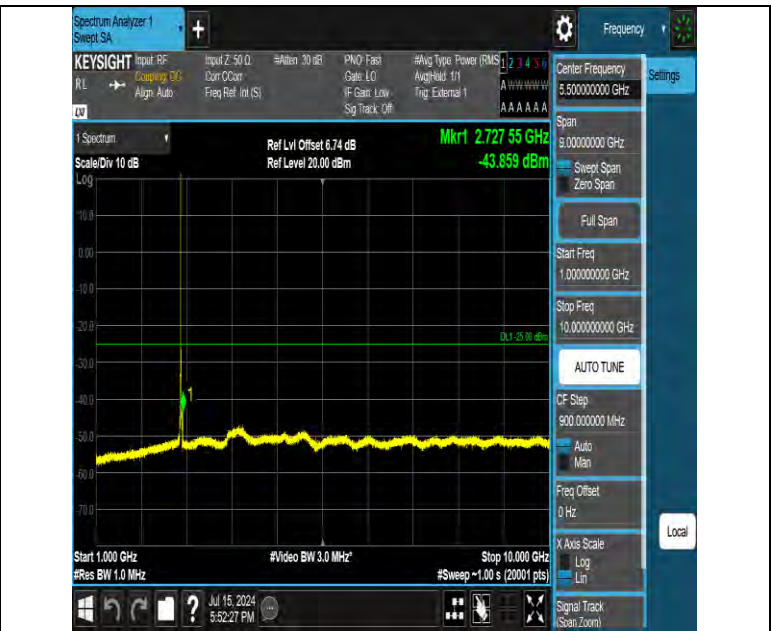 Spectrum Analyzer 1
Swept SA
+
Frequency
KEYSIGHT
RL
Input: RF
Coupling: DC
Align: Auto
Input Z: 50 Ω
Corr CCorr
Freq Ref: Int (S)
#Atten: 30 dB
PNO: Fast
Gate: LO
IF Gain: Low
Sig Track: Off
#Avg Type: Power (RMS
Avg|Hold: 1/1
Trig: External 1
1 2 3 4 5 6
A W W W W W
A A A A A A
Center Frequency
5.500000000 GHz
Settings
1 Spectrum
Scale/Div 10 dB
Ref Lvl Offset 6.74 dB
Ref Level 20.00 dBm
Mkr1 2.727 55 GHz
-43.859 dBm
Span
9.00000000 GHz
Swept Span
Zero Span
Full Span
Start Freq
1.000000000 GHz
Stop Freq
10.000000000 GHz
AUTO TUNE
CF Step
900.000000 MHz
Auto
Man
Freq Offset
0 Hz
X Axis Scale
Log
Lin
Signal Track
(Span Zoom)
Local
Log
10.0
0.00
-10.0
-20.0
DL1 -25.00 dBm
-30.0
-40.0
1
-50.0
-60.0
-70.0
Start 1.000 GHz
#Res BW 1.0 MHz
#Video BW 3.0 MHz*
Stop 10.000 GHz
#Sweep ~1.00 s (20001 pts)
?
Jul 15, 2024
5:52:27 PM